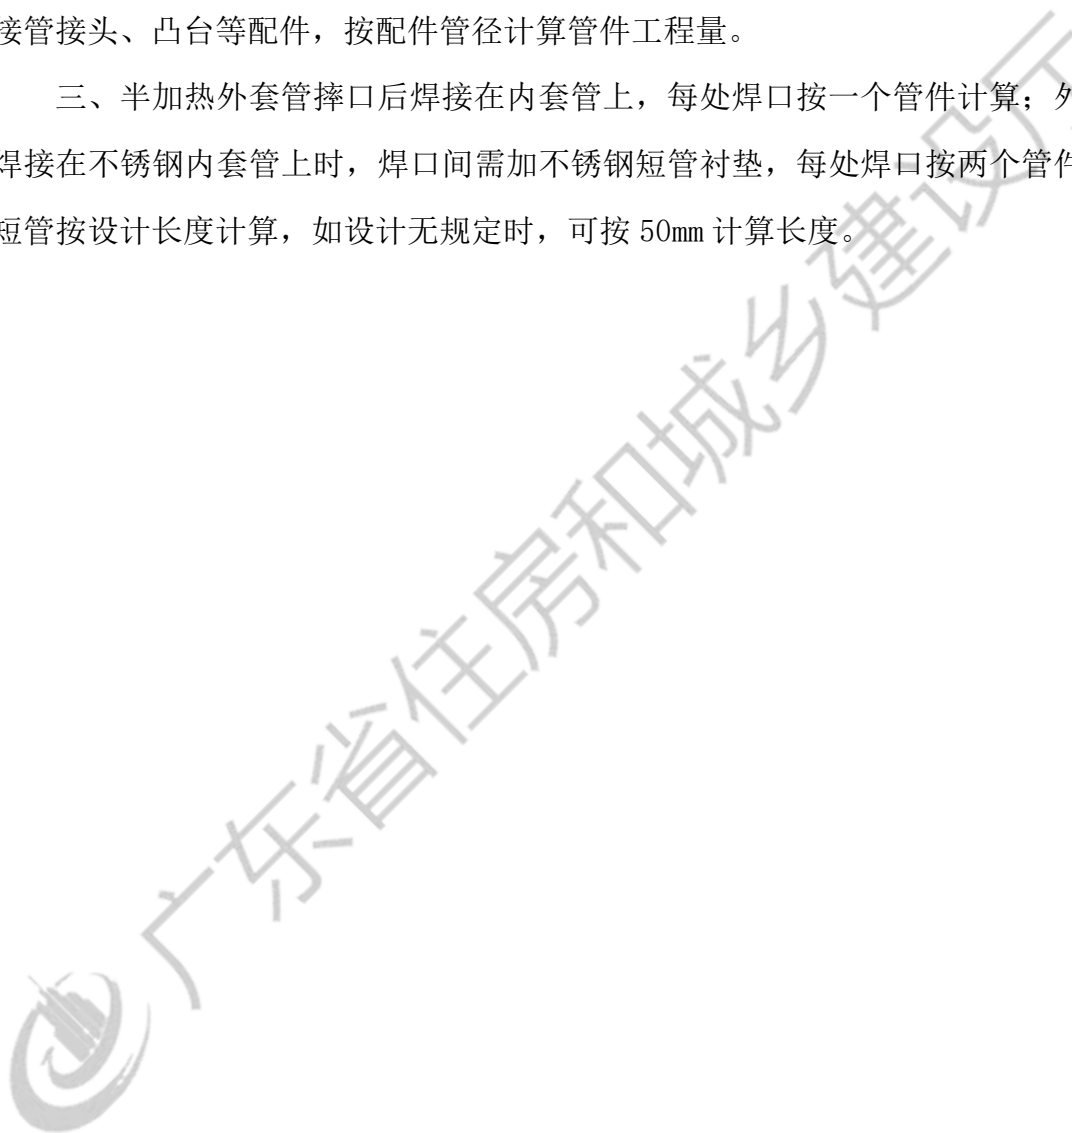 接管接头、凸台等配件，按配件管径计算管件工程量。
三、半加热外套管摔口后焊接在内套管上，每处焊口按一个管件计算；外
焊接在不锈钢内套管上时，焊口间需加不锈钢短管衬垫，每处焊口按两个管件
短管按设计长度计算，如设计无规定时，可按 50mm 计算长度。
广东省住房和城乡建设厅